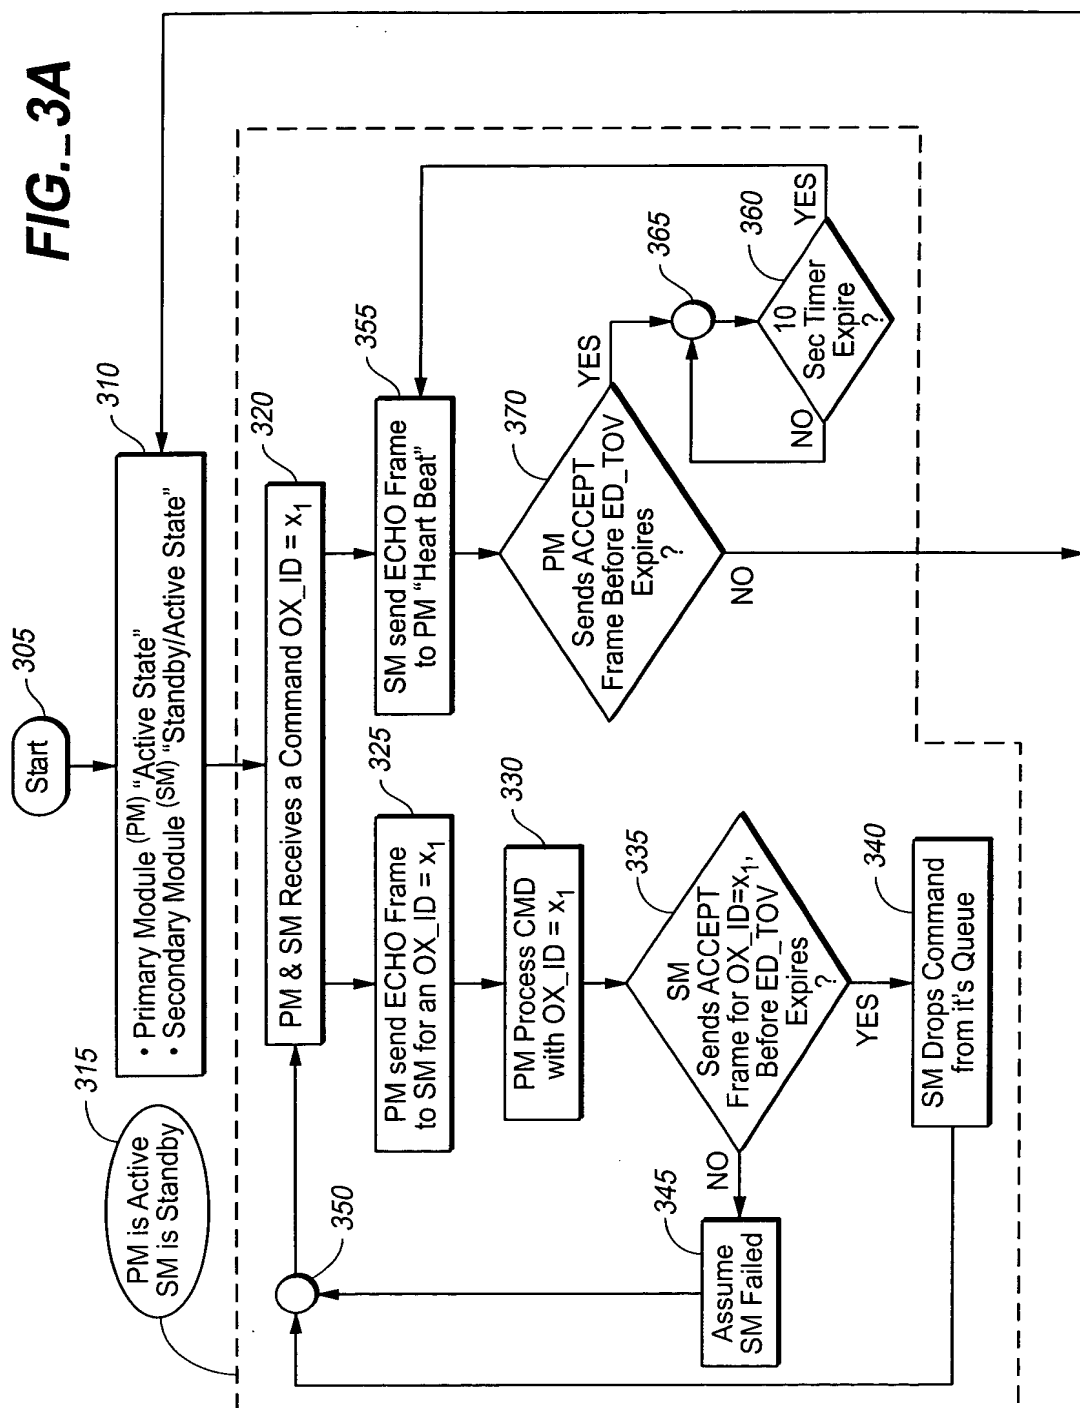 FIG._3A
Start
305
• Primary Module (PM) “Active State”
• Secondary Module (SM) “Standby/Active State”
310
PM is Active
SM is Standby
315
PM & SM Receives a Command OX_ID = x1
320
PM send ECHO Frame
to SM for an OX_ID = x1
325
PM Process CMD
with OX_ID = x1
330
SM
Sends ACCEPT
Frame for OX_ID=x1,
Before ED_TOV
Expires
?
335
YES
NO
SM Drops Command
from it's Queue
340
Assume
SM Failed
345
350
SM send ECHO Frame
to PM “Heart Beat”
355
PM
Sends ACCEPT
Frame Before ED_TOV
Expires
?
370
YES
NO
365
10
Sec Timer
Expire
?
360
YES
NO